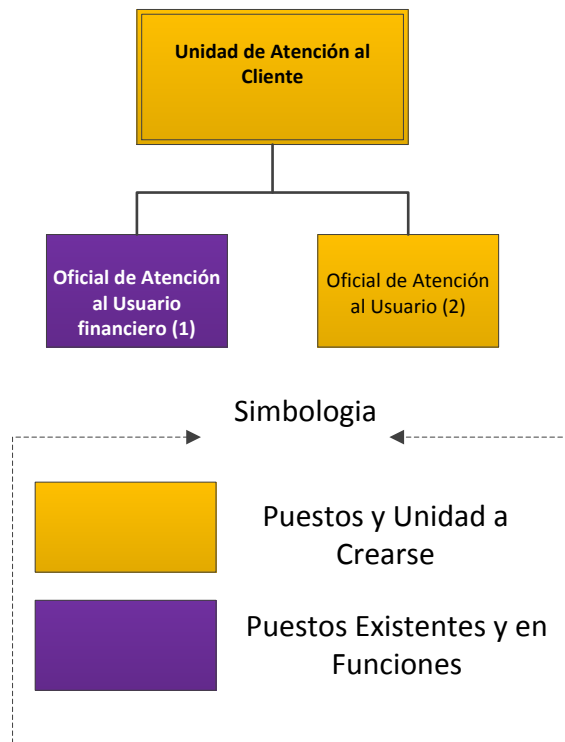 Unidad de Atención al
Cliente
Oficial de Atención
al Usuario
financiero (1)
Oficial de Atención
al Usuario (2)
Simbologia
Puestos y Unidad a
Crearse
Puestos Existentes y en
Funciones